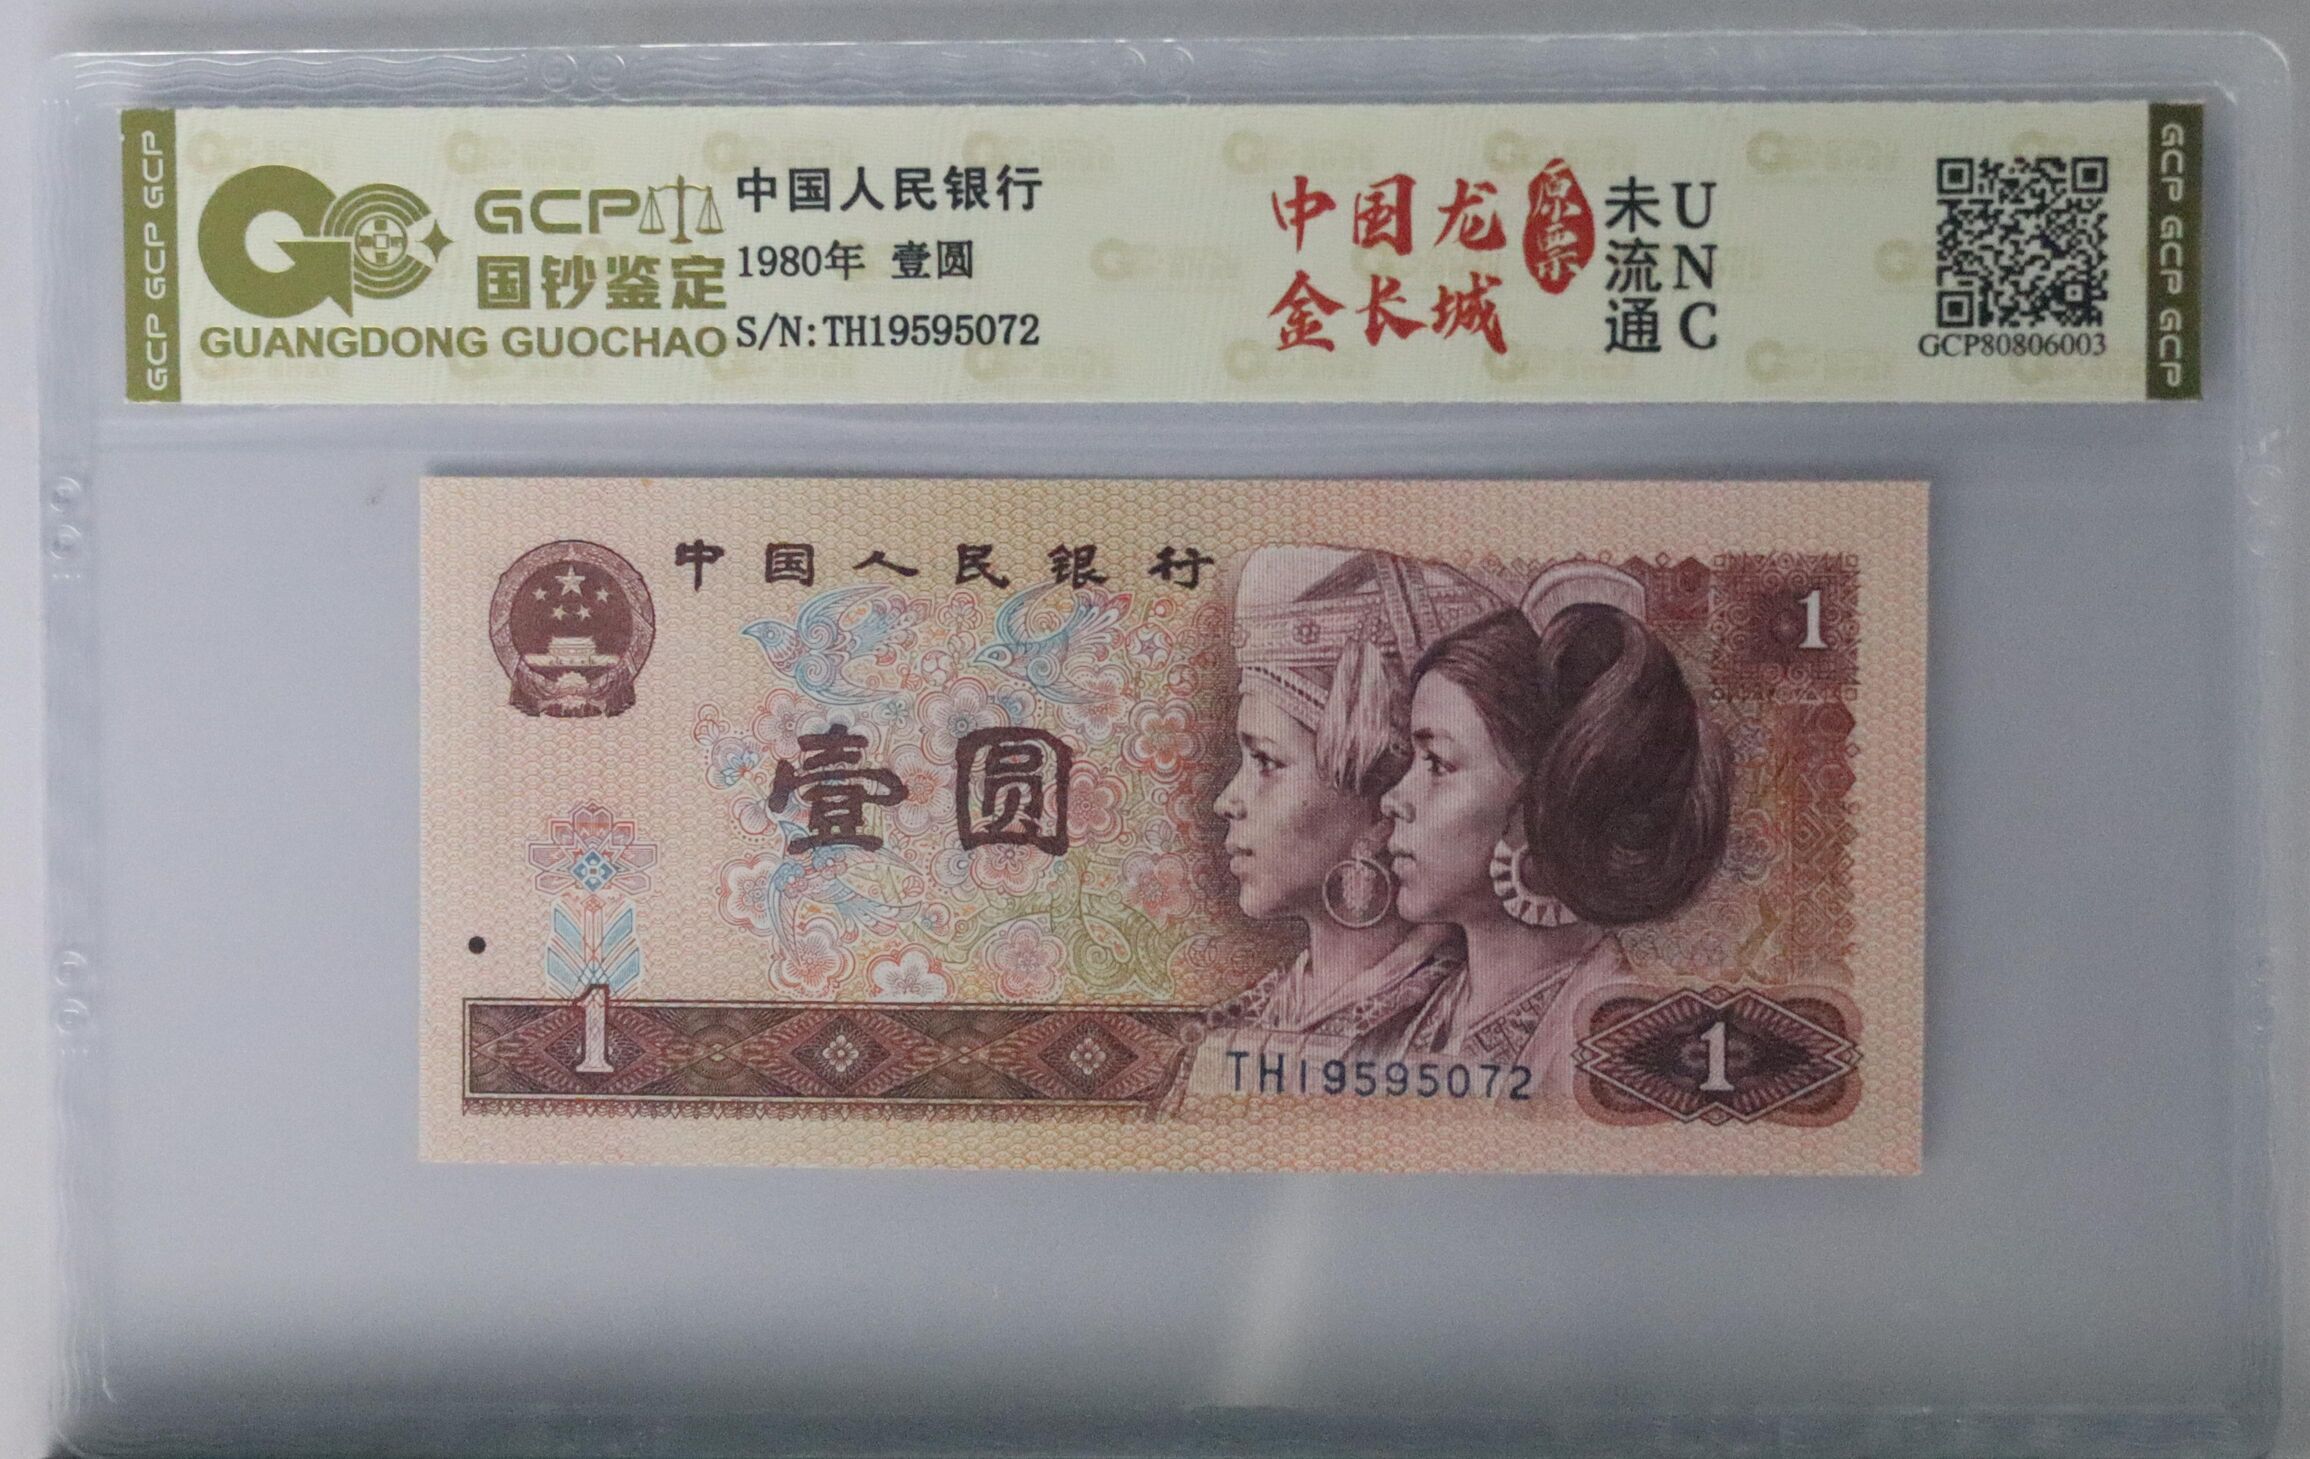 GCP GCP GCP
GCP
国钞鉴定
GUANGDONG GUOCHAO
中国人民银行
1980年 壹圆
S/N:TH19595072
中国龙
金长城
原票
未流通
UNC
GCP80806003
GCP GCP GCP
中国人民银行
1
壹圆
1
TH19595072
1